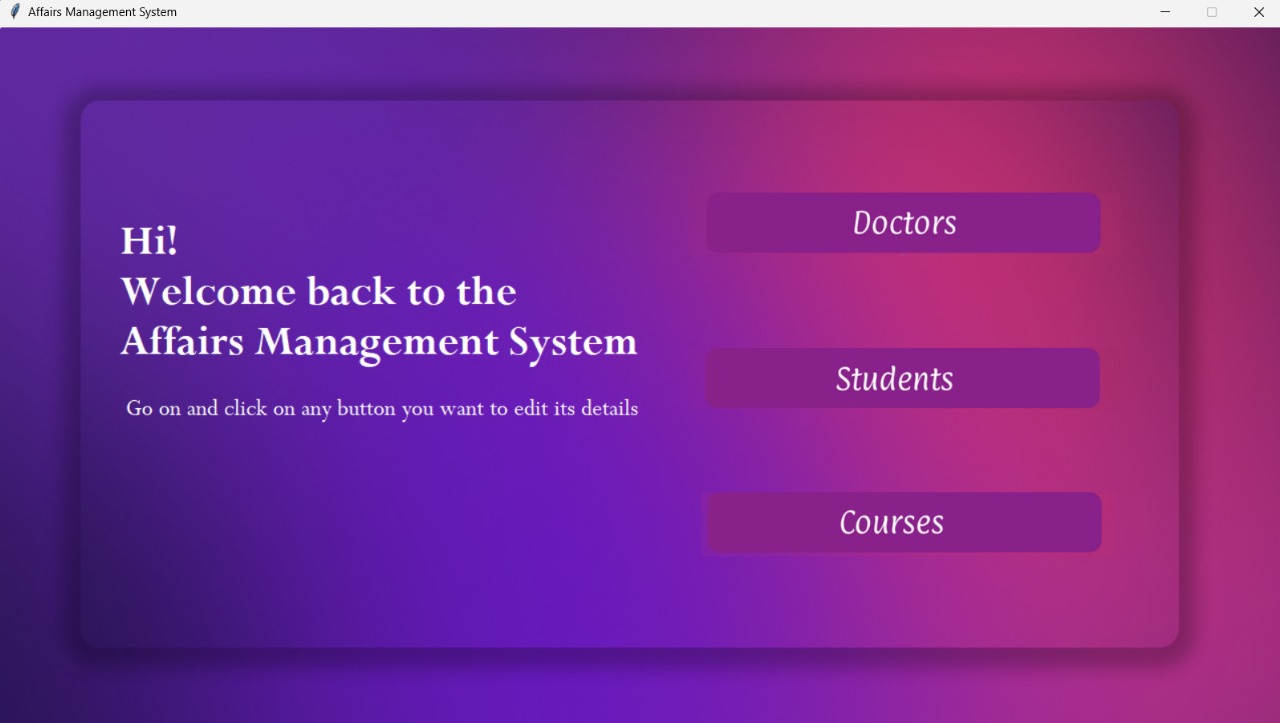 Affairs Management System
Hi!
Welcome back to the
Affairs Management System
Go on and click on any button you want to edit its details
Doctors
Students
Courses